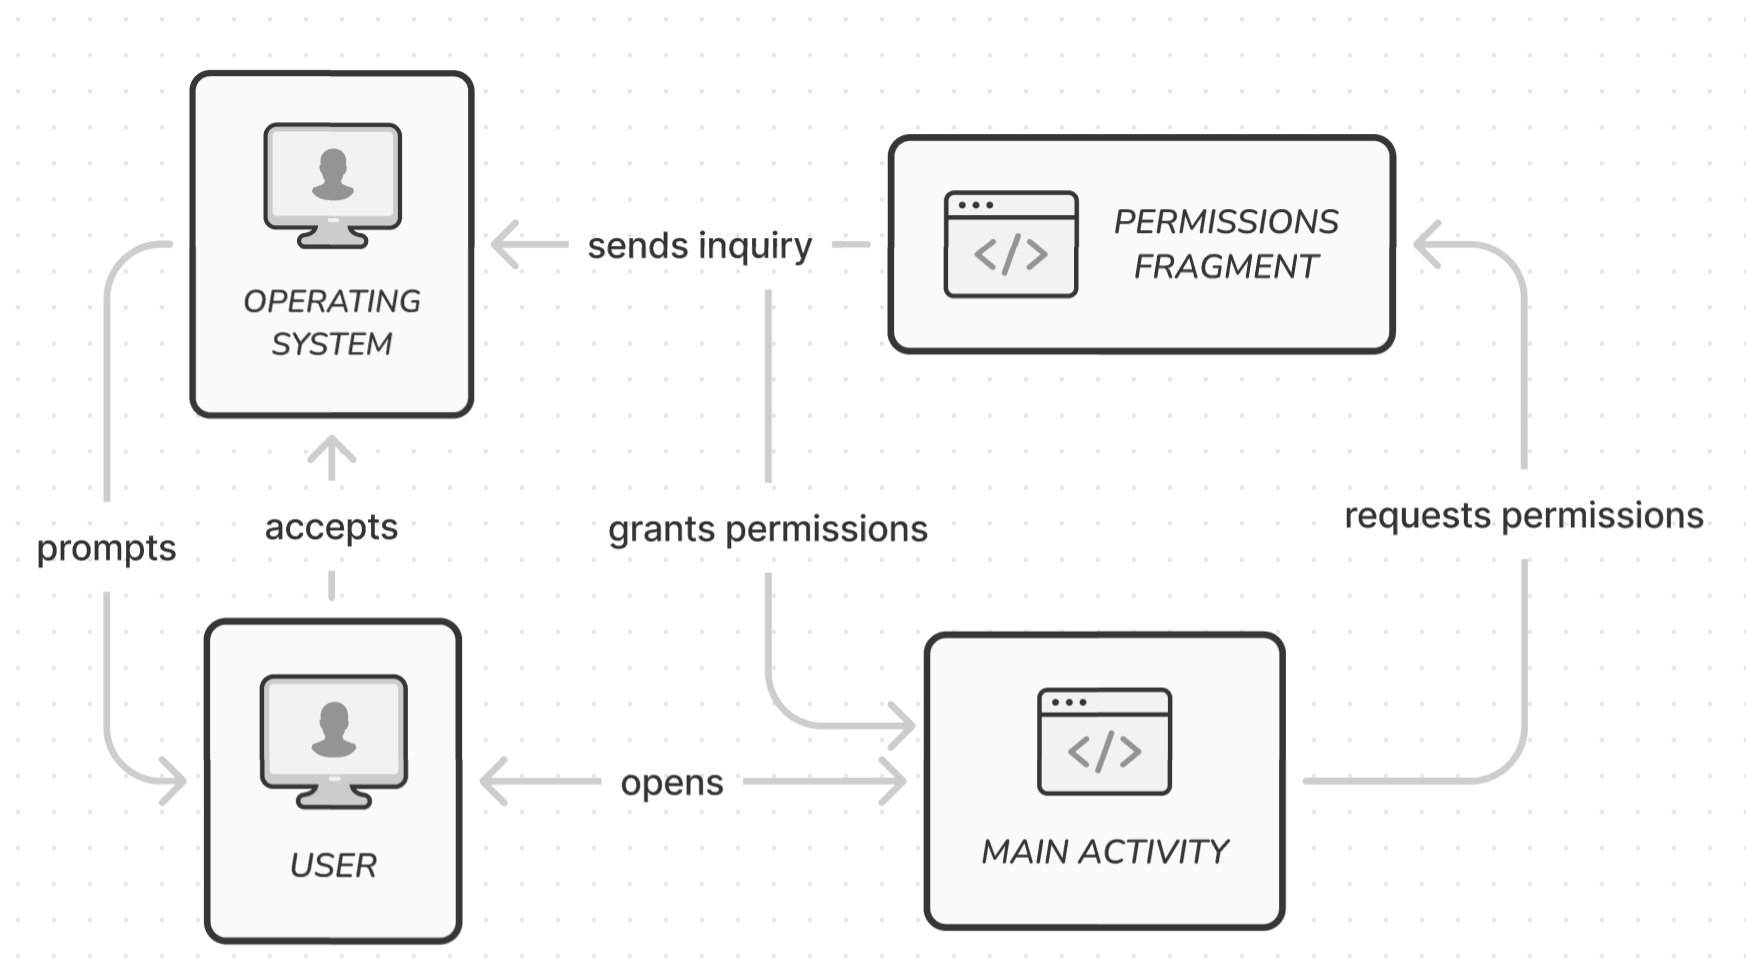 OPERATING
SYSTEM
sends inquiry
PERMISSIONS
FRAGMENT
</>
prompts
accepts
grants permissions
requests permissions
USER
opens
</>
MAIN ACTIVITY